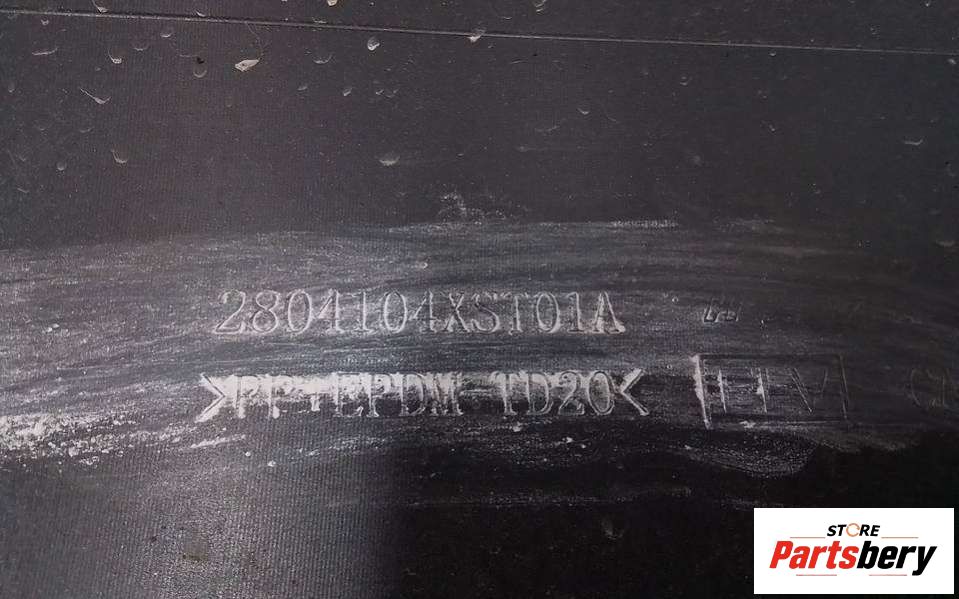 2804104XST01A
>PP+EPDM-TD20<
STORE
Partsbery